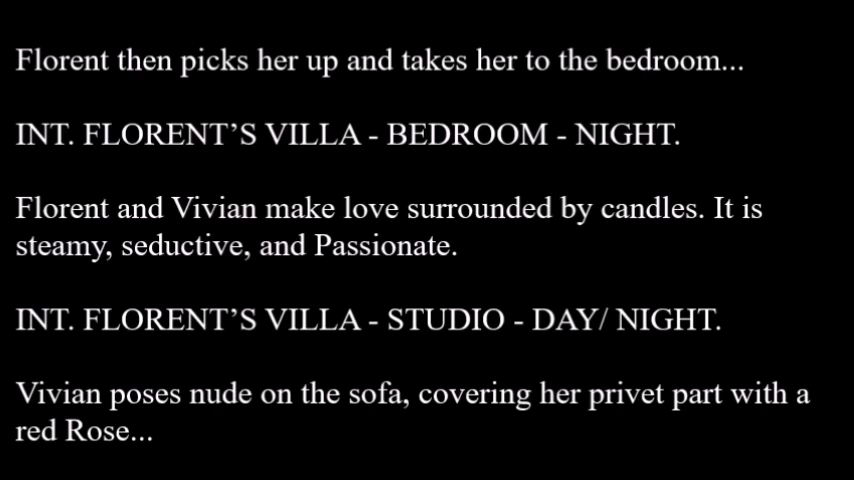 Florent then picks her up and takes her to the bedroom...
INT. FLORENT’S VILLA - BEDROOM - NIGHT.
Florent and Vivian make love surrounded by candles. It is
steamy, seductive, and Passionate.
INT. FLORENT’S VILLA - STUDIO - DAY/ NIGHT.
Vivian poses nude on the sofa, covering her privet part with a
red Rose...